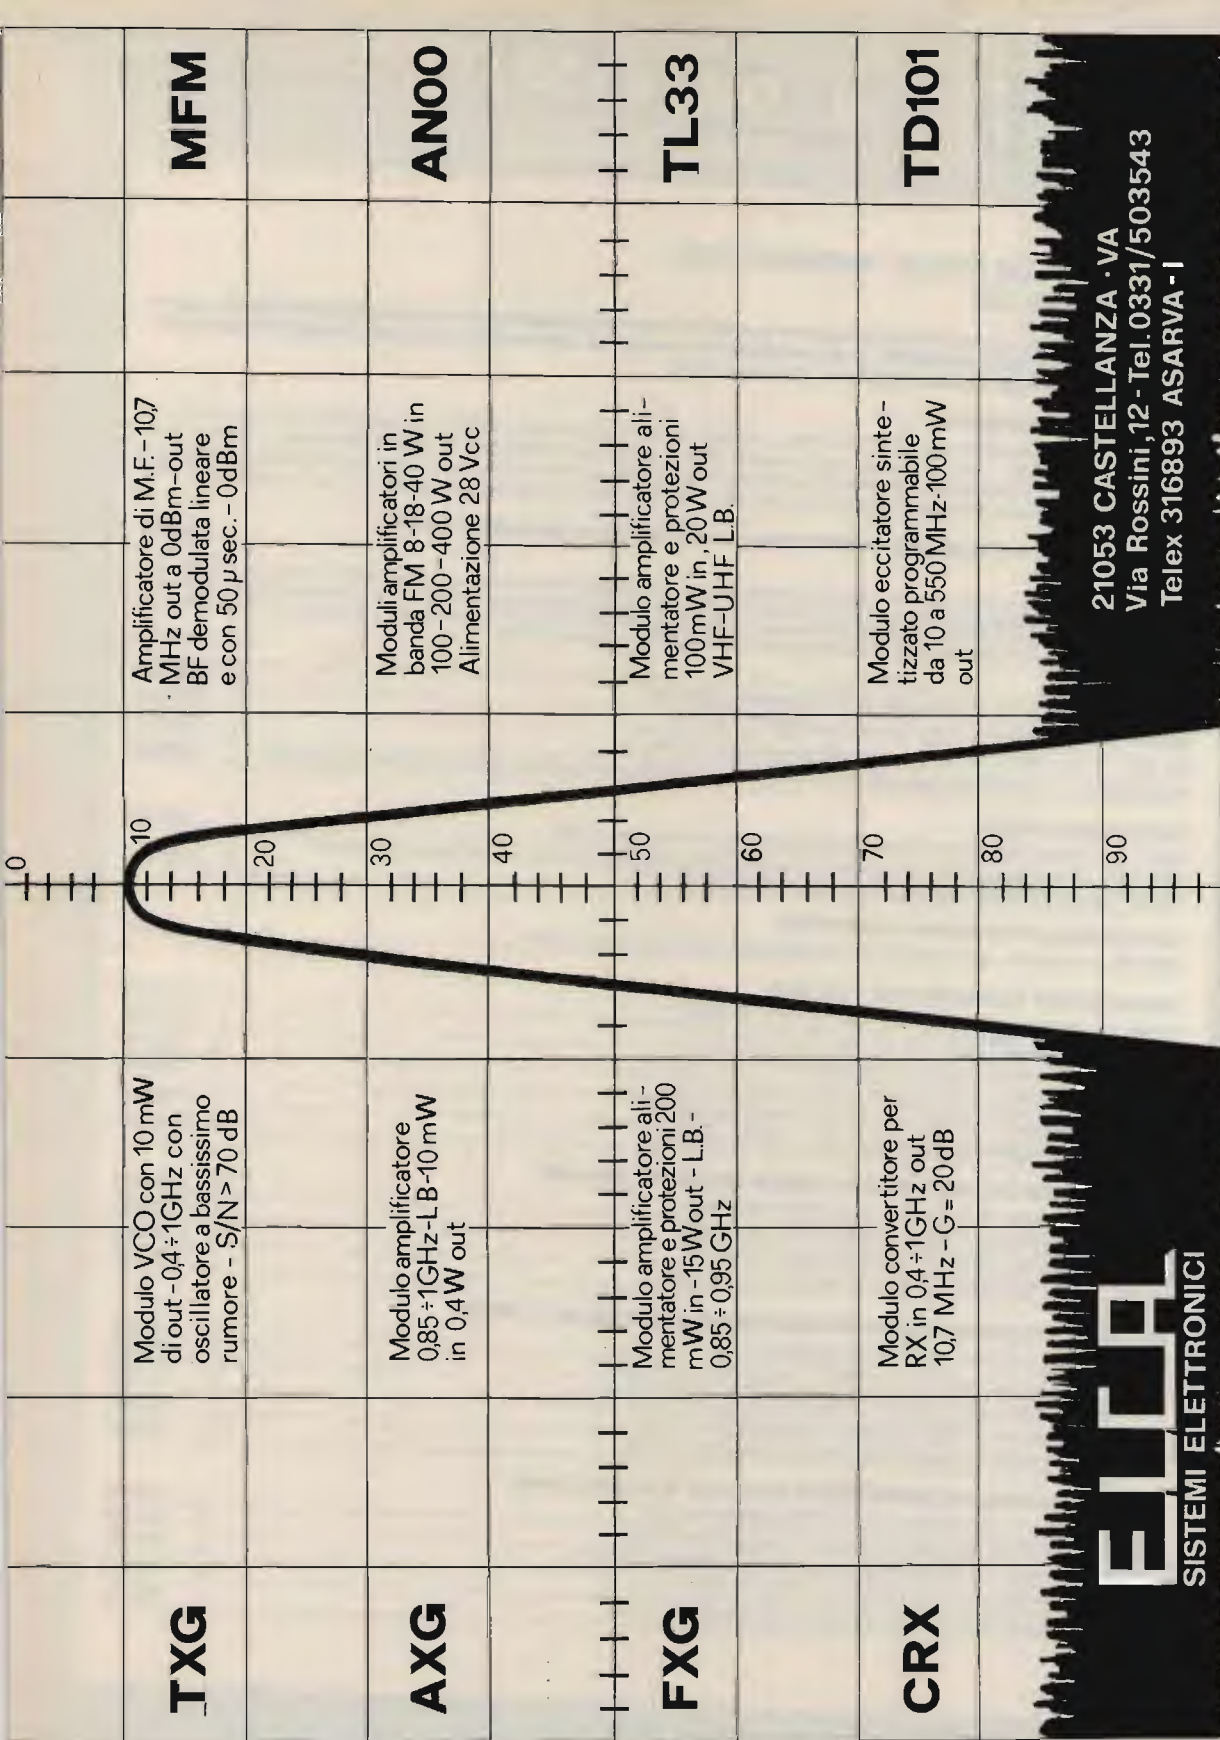 TXG
Modulo VCO con 10 mW
di out - 0,4 ÷ 1GHz con
oscillatore a bassissimo
rumore - S/N > 70 dB
Amplificatore di M.F. - 10,7
MHz out a 0dBm-out
BF demodulata lineare
e con 50 µ sec. - 0dBm
MFM
AXG
Modulo amplificatore
0,85 ÷ 1GHz-LB-10 mW
in 0,4W out
Moduli amplificatori in
banda FM 8-18-40 W in
100-200-400 W out
Alimentazione 28 Vcc
AN00
FXG
Modulo amplificatore ali-
mentatore e protezioni 200
mW in - 15W out - L.B. -
0,85 ÷ 0,95 GHz
Modulo amplificatore ali-
mentatore e protezioni
100mW in, 20W out
VHF-UHF L.B.
TL33
CRX
Modulo convertitore per
RX in 0,4 ÷ 1GHz out
10,7 MHz - G = 20 dB
Modulo eccitatore sinte-
tizzato programmabile
da 10 a 550 MHz-100 mW
out
TD101
0
10
20
30
40
50
60
70
80
90
ELCA
SISTEMI ELETTRONICI
21053 CASTELLANZA · VA
Via Rossini, 12 - Tel. 0331/503543
Telex 316893 ASARVA - I